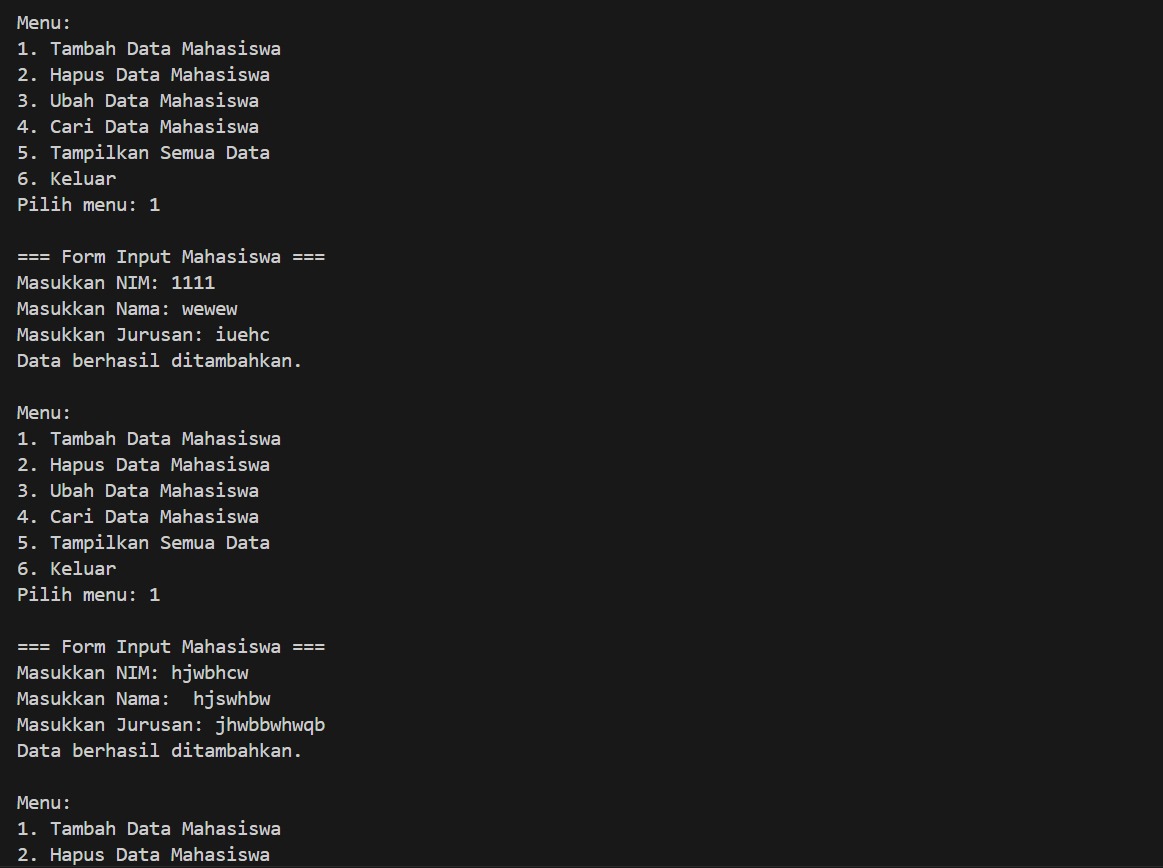 Menu:
1. Tambah Data Mahasiswa
2. Hapus Data Mahasiswa
3. Ubah Data Mahasiswa
4. Cari Data Mahasiswa
5. Tampilkan Semua Data
6. Keluar
Pilih menu: 1
=== Form Input Mahasiswa ===
Masukkan NIM: 1111
Masukkan Nama: wewew
Masukkan Jurusan: iuehc
Data berhasil ditambahkan.
Menu:
1. Tambah Data Mahasiswa
2. Hapus Data Mahasiswa
3. Ubah Data Mahasiswa
4. Cari Data Mahasiswa
5. Tampilkan Semua Data
6. Keluar
Pilih menu: 1
=== Form Input Mahasiswa ===
Masukkan NIM: hjwbhcw
Masukkan Nama:  hjswhbw
Masukkan Jurusan: jhwbbwhwqb
Data berhasil ditambahkan.
Menu:
1. Tambah Data Mahasiswa
2. Hapus Data Mahasiswa